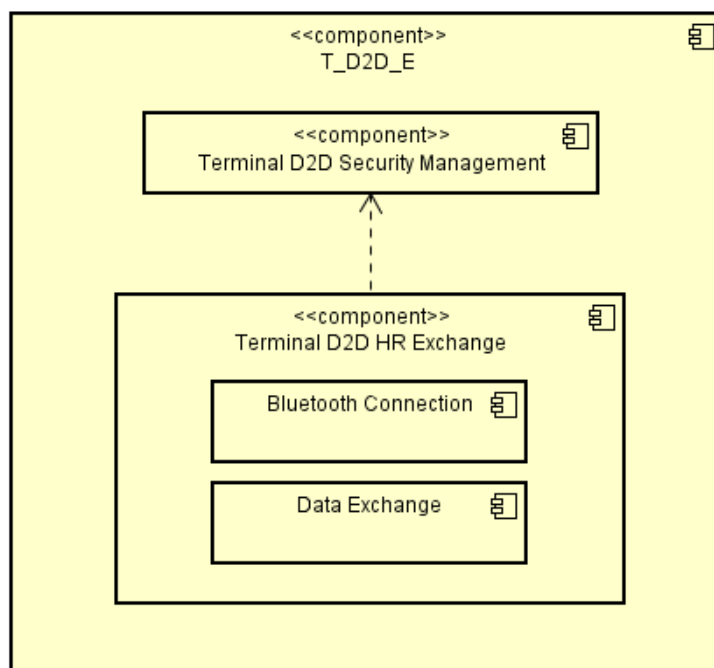 <<component>>
T_D2D_E
<<component>>
Terminal D2D Security Management
<<component>>
Terminal D2D HR Exchange
Bluetooth Connection
Data Exchange